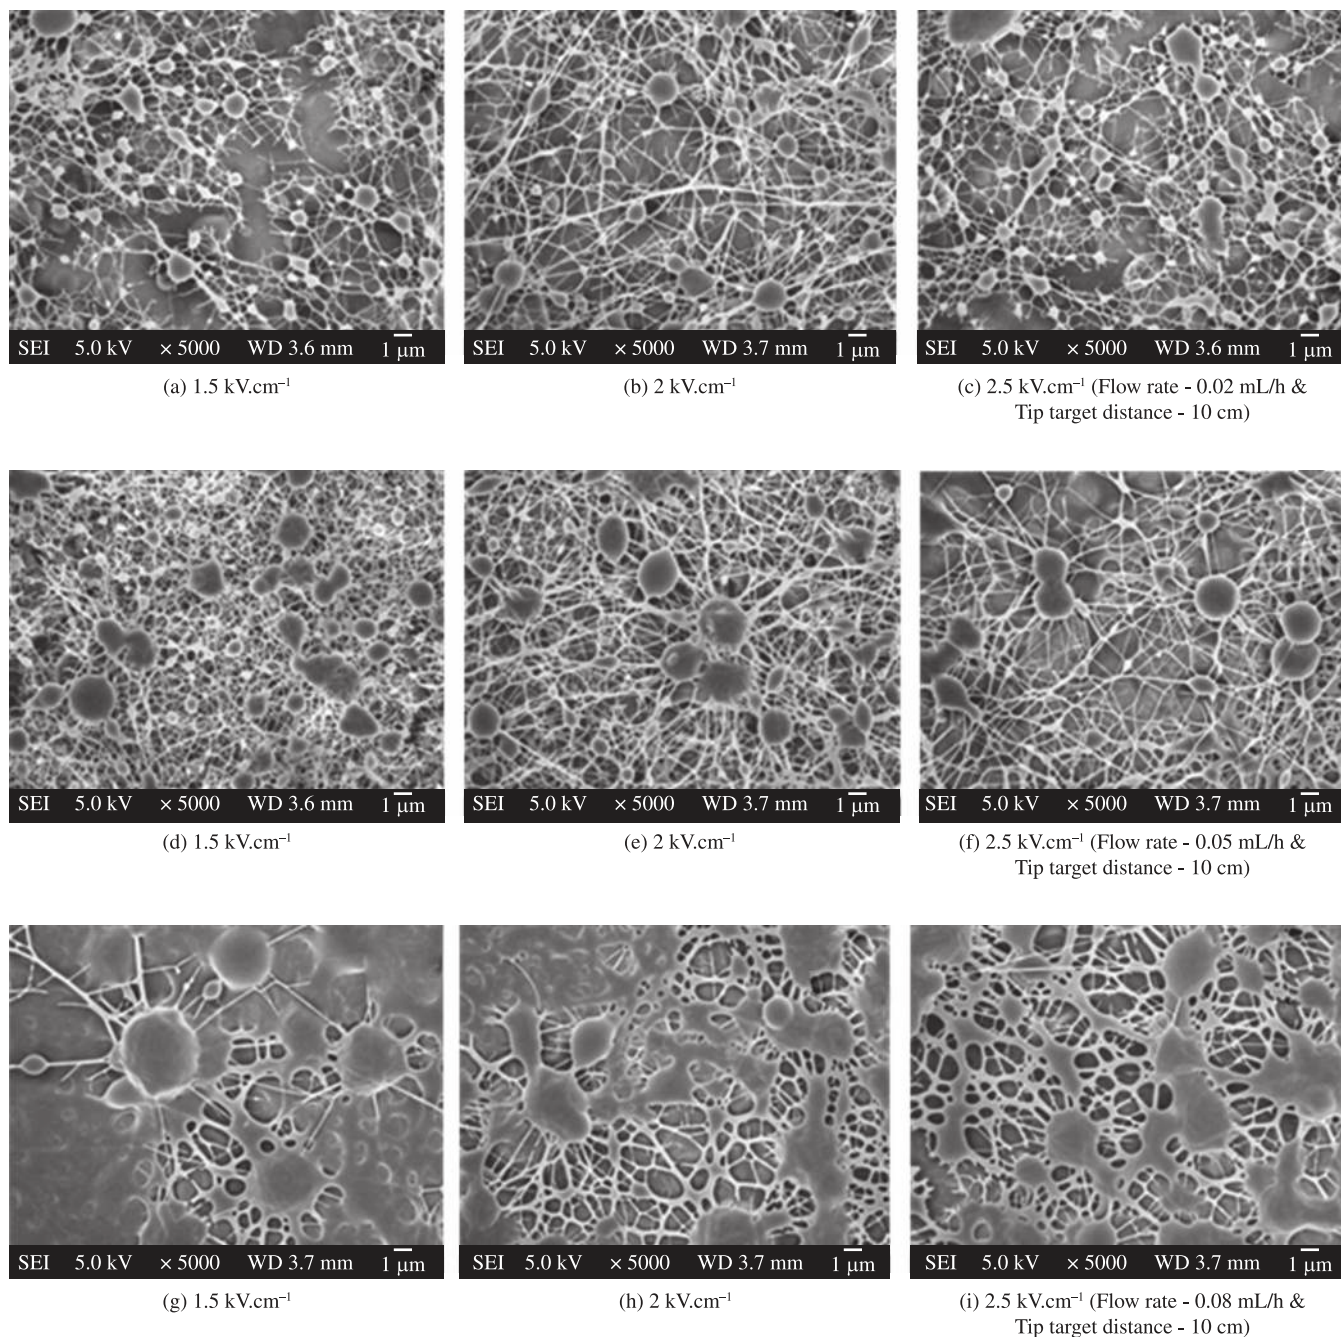 SEI 5.0 kV × 5000 WD 3.6 mm 1 μm
SEI 5.0 kV × 5000 WD 3.7 mm 1 μm
SEI 5.0 kV × 5000 WD 3.6 mm 1 μm
(a) 1.5 kV.cm⁻¹
(b) 2 kV.cm⁻¹
(c) 2.5 kV.cm⁻¹ (Flow rate - 0.02 mL/h &
Tip target distance - 10 cm)
SEI 5.0 kV × 5000 WD 3.6 mm 1 μm
SEI 5.0 kV × 5000 WD 3.7 mm 1 μm
SEI 5.0 kV × 5000 WD 3.7 mm 1 μm
(d) 1.5 kV.cm⁻¹
(e) 2 kV.cm⁻¹
(f) 2.5 kV.cm⁻¹ (Flow rate - 0.05 mL/h &
Tip target distance - 10 cm)
SEI 5.0 kV × 5000 WD 3.7 mm 1 μm
SEI 5.0 kV × 5000 WD 3.7 mm 1 μm
SEI 5.0 kV × 5000 WD 3.7 mm 1 μm
(g) 1.5 kV.cm⁻¹
(h) 2 kV.cm⁻¹
(i) 2.5 kV.cm⁻¹ (Flow rate - 0.08 mL/h &
Tip target distance - 10 cm)